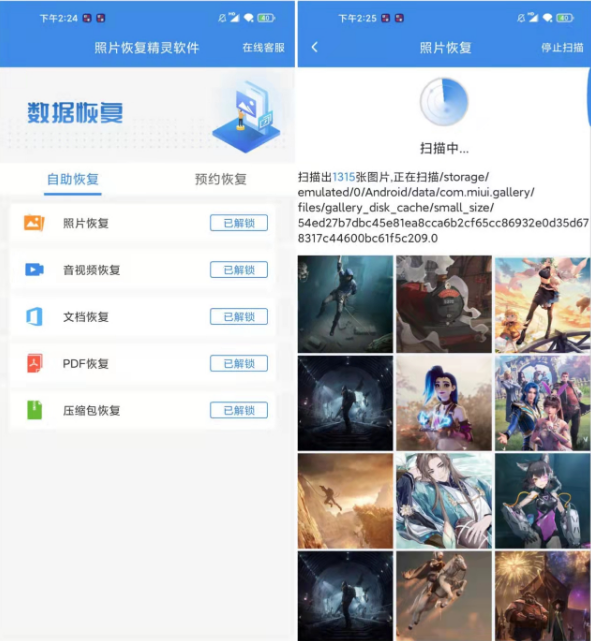 下午2:24
照片恢复精灵软件
在线客服
数据恢复
自助恢复
预约恢复
照片恢复
已解锁
音视频恢复
已解锁
文档恢复
已解锁
PDF恢复
已解锁
压缩包恢复
已解锁
下午2:25
照片恢复
停止扫描
扫描中...
扫描出1315张图片,正在扫描/storage/
emulated/0/Android/data/com.miui.gallery/
files/gallery_disk_cache/small_size/
54ed27b7dbc45e81ea8cca6b2cf65cc86932e0d35d67
8317c44600bc61f5c209.0